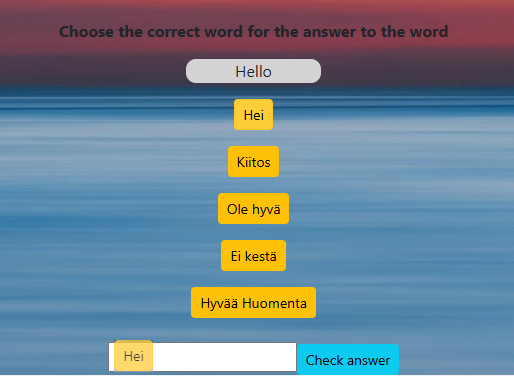 Choose the correct word for the answer to the word
Hello
Hei
Kiitos
Ole hyvä
Ei kestä
Hyvää Huomenta
Hei
Check answer